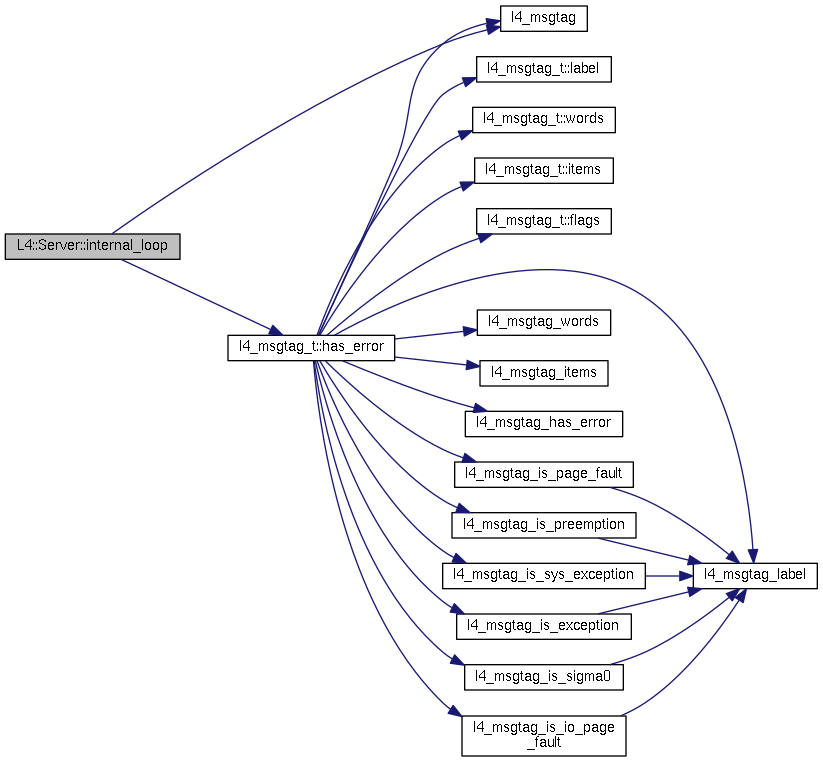 l4_msgtag
l4_msgtag_t::label
l4_msgtag_t::words
l4_msgtag_t::items
l4_msgtag_t::flags
L4::Server::internal_loop
l4_msgtag_t::has_error
l4_msgtag_words
l4_msgtag_items
l4_msgtag_has_error
l4_msgtag_is_page_fault
l4_msgtag_is_preemption
l4_msgtag_is_sys_exception
l4_msgtag_label
l4_msgtag_is_exception
l4_msgtag_is_sigma0
l4_msgtag_is_io_page
_fault